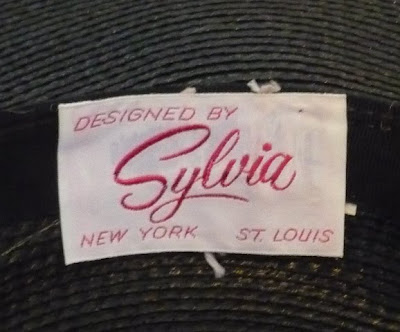 DESIGNED BY
Sylvia
NEW YORK ST. LOUIS